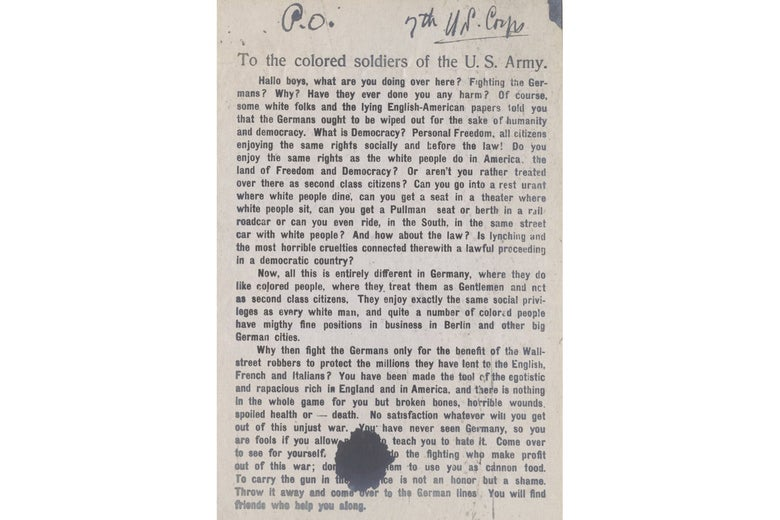 P.O. 7th U.S. Corps
To the colored soldiers of the U. S. Army.
Hallo boys, what are you doing over here? Fighting the Ger-
mans? Why? Have they ever done you any harm? Of course,
some white folks and the lying English-American papers told you
that the Germans ought to be wiped out for the sake of humanity
and democracy. What is Democracy? Personal Freedom, all citizens
enjoying the same rights socially and before the law! Do you
enjoy the same rights as the white people do in America, the
land of Freedom and Democracy? Or aren't you rather treated
over there as second class citizens? Can you go into a rest urant
where white people dine, can you get a seat in a theater where
white people sit, can you get a Pullman seat or berth in a rail-
roadcar or can you even ride, in the South, in the same street
car with white people? And how about the law? Is lynching and
the most horrible cruelties connected therewith a lawful proceeding
in a democratic country?
Now, all this is entirely different in Germany, where they do
like colored people, where they treat them as Gentlemen and not
as second class citizens. They enjoy exactly the same social privi-
leges as every white man, and quite a number of colored people
have migthy fine positions in business in Berlin and other big
German cities.
Why then fight the Germans only for the benefit of the Wall-
street robbers to protect the millions they have lent to the English,
French and Italians? You have been made the tool of the egotistic
and rapacious rich in England and in America, and there is nothing
in the whole game for you but broken bones, horrible wounds,
spoiled health or — death. No satisfaction whatever will you get
out of this unjust war. You have never seen Germany, so you
are fools if you allow teach you to hate it. Come over
to see for yourself. do the fighting who make profit
out of this war; to use you as cannon food.
To carry the gun in is not an honor but a shame.
Throw it away and come over to the German lines. You will find
friends who help you along.